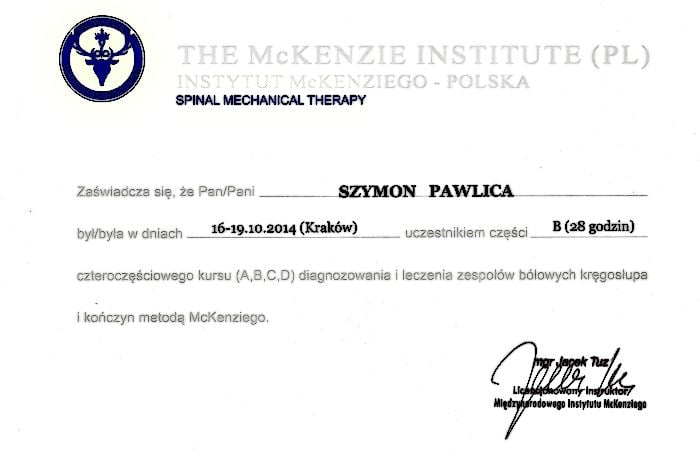 THE McKENZIE INSTITUTE (PL)
INSTYTUT McKENZIEGO - POLSKA
SPINAL MECHANICAL THERAPY
Zaświadcza się, że Pan/Pani SZYMON PAWLICA
był/była w dniach 16-19.10.2014 (Kraków) uczestnikiem części B (28 godzin)
czteroczęściowego kursu (A,B,C,D) diagnozowania i leczenia zespołów bólowych kręgosłupa
i kończyn metodą McKenziego.
mgr Jacek Tuz
Licencjonowany Instruktor
Międzynarodowego Instytutu McKenziego